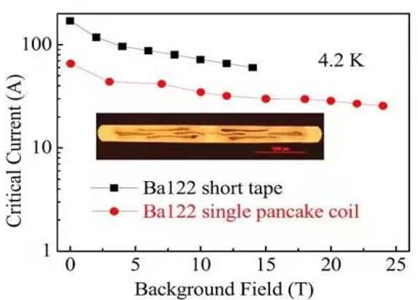 100
10
1
Critical Current (A)
4.2 K
Ba122 short tape
Ba122 single pancake coil
0 5 10 15 20 25
Background Field (T)